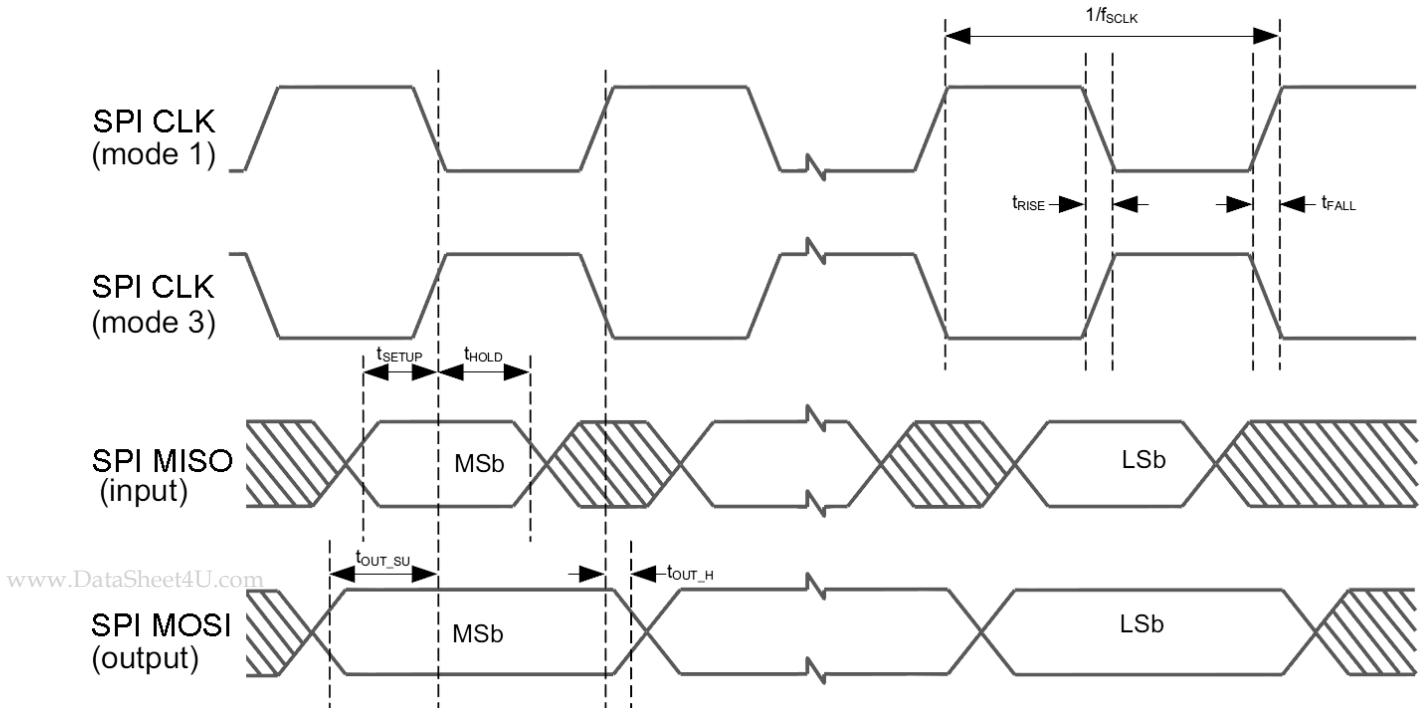 1/fSCLK
SPI CLK
(mode 1)
tRISE
tFALL
SPI CLK
(mode 3)
tSETUP
tHOLD
SPI MISO
(input)
MSb
LSb
tOUT_SU
tOUT_H
www.DataSheet4U.com
SPI MOSI
(output)
MSb
LSb